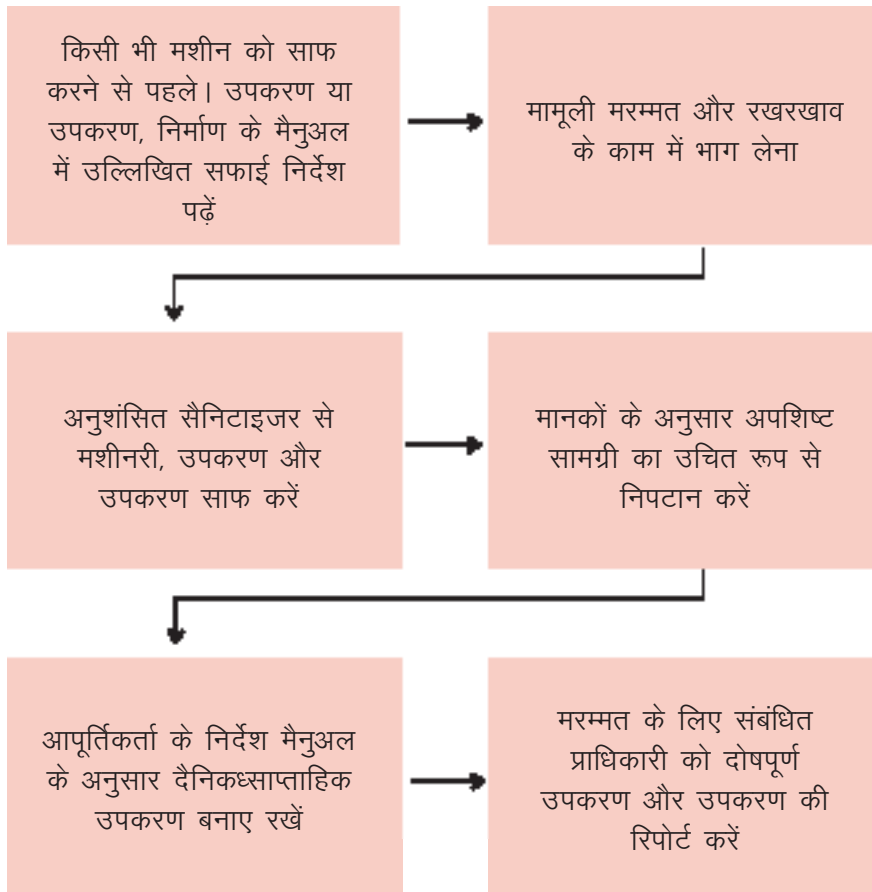 किसी भी मशीन को साफ
करने से पहले। उपकरण या
उपकरण, निर्माण के मैनुअल
में उल्लिखित सफाई निर्देश
पढ़ें
मामूली मरम्मत और रखरखाव
के काम में भाग लेना
अनुशंसित सैनिटाइजर से
मशीनरी, उपकरण और
उपकरण साफ करें
मानकों के अनुसार अपशिष्ट
सामग्री का उचित रूप से
निपटान करें
आपूर्तिकर्ता के निर्देश मैनुअल
के अनुसार दैनिकध्साप्ताहिक
उपकरण बनाए रखें
मरम्मत के लिए संबंधित
प्राधिकारी को दोषपूर्ण
उपकरण और उपकरण की
रिपोर्ट करें